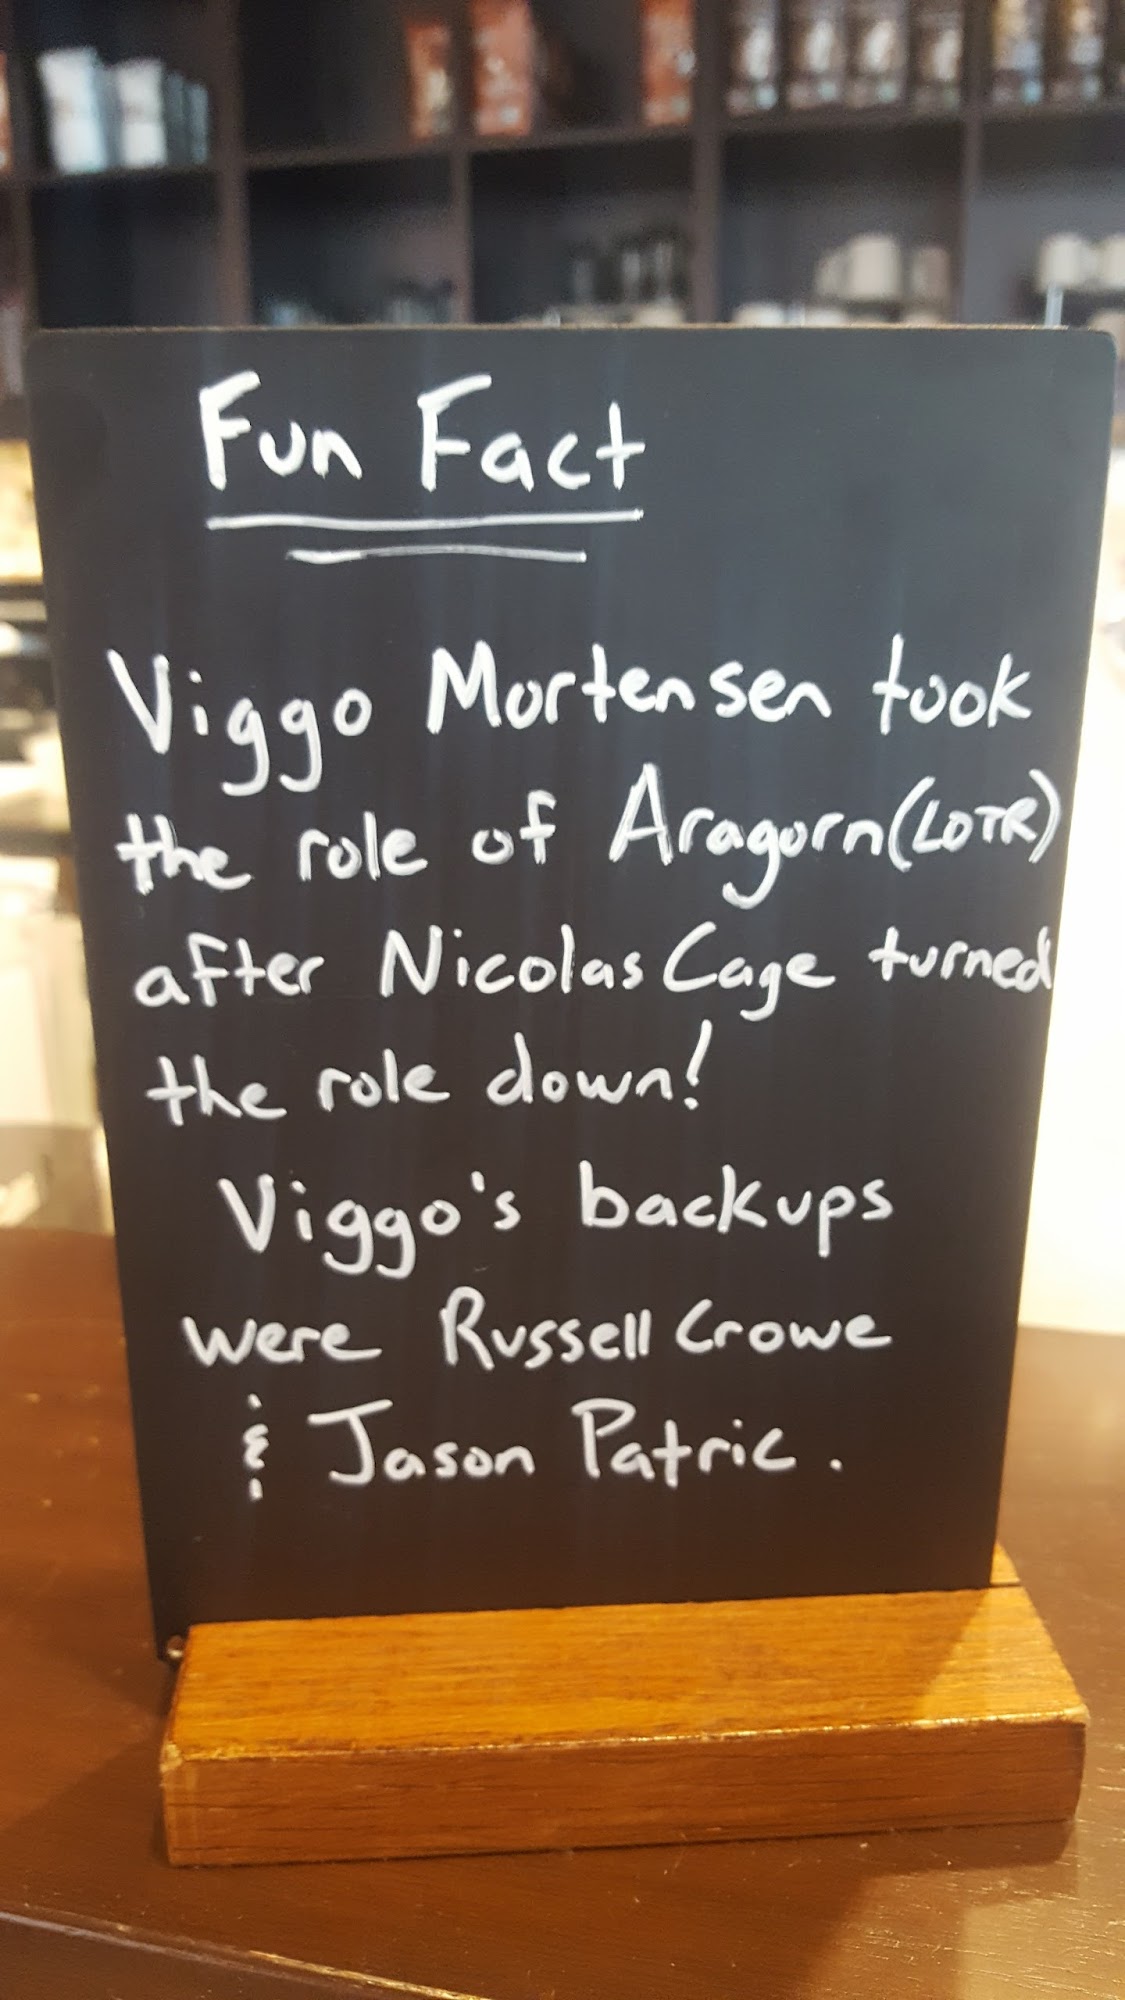 Fun Fact
Viggo Mortensen took
the role of Aragorn (LOTR)
after Nicolas Cage turned
the role down!
Viggo's backups
were Russell Crowe
& Jason Patric.